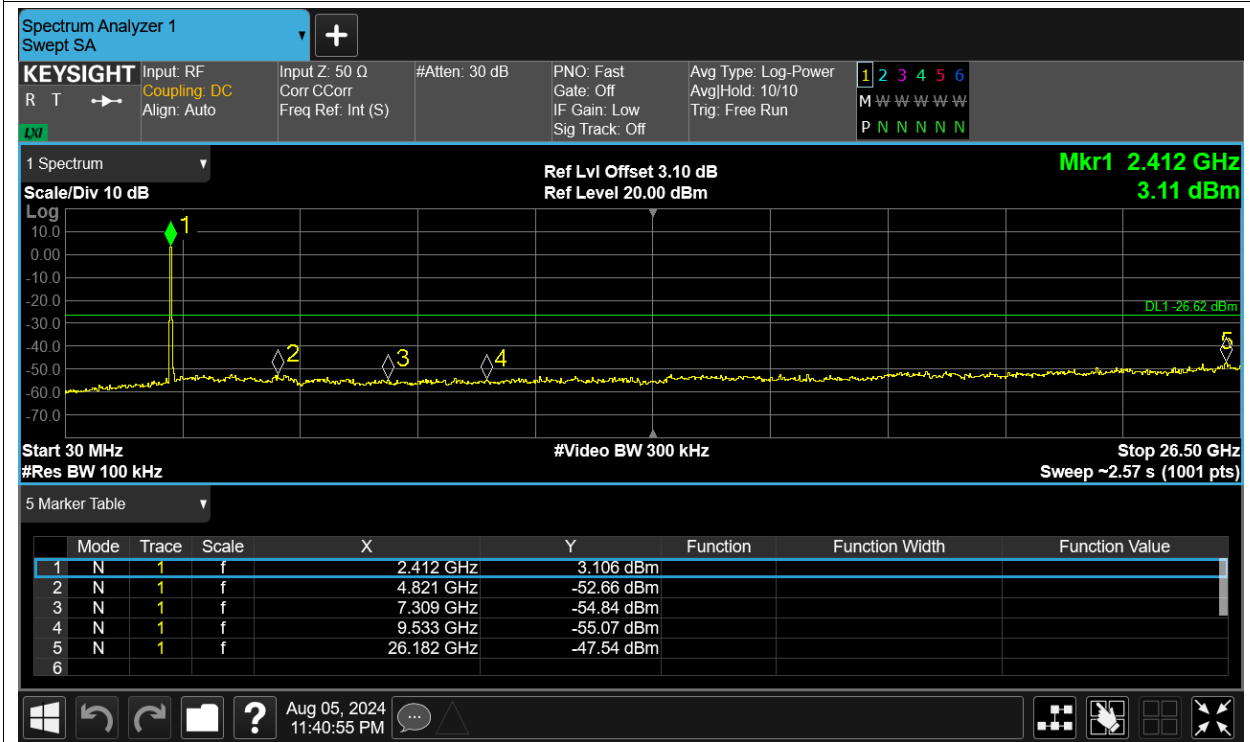 Spectrum Analyzer 1
Swept SA
+
KEYSIGHT
R T
LXI
Input: RF
Coupling: DC
Align: Auto
Input Z: 50 Ω
Corr CCorr
Freq Ref: Int (S)
#Atten: 30 dB
PNO: Fast
Gate: Off
IF Gain: Low
Sig Track: Off
Avg Type: Log-Power
Avg|Hold: 10/10
Trig: Free Run
1 2 3 4 5 6
M W W W W W
P N N N N N
1 Spectrum
Scale/Div 10 dB
Ref Lvl Offset 3.10 dB
Ref Level 20.00 dBm
Mkr1 2.412 GHz
3.11 dBm
Log
10.0
0.00
-10.0
-20.0
-30.0
-40.0
-50.0
-60.0
-70.0
1
2
3
4
5
DL1 -26.62 dBm
Start 30 MHz
#Video BW 300 kHz
Stop 26.50 GHz
#Res BW 100 kHz
Sweep ~2.57 s (1001 pts)
5 Marker Table
Mode Trace Scale X Y Function Function Width Function Value
1 N 1 f 2.412 GHz 3.106 dBm
2 N 1 f 4.821 GHz -52.66 dBm
3 N 1 f 7.309 GHz -54.84 dBm
4 N 1 f 9.533 GHz -55.07 dBm
5 N 1 f 26.182 GHz -47.54 dBm
6
?
Aug 05, 2024
11:40:55 PM